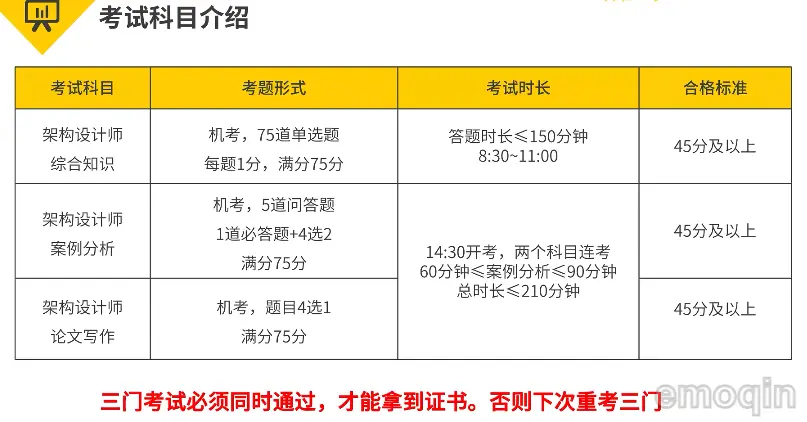 考试科目介绍
考试科目
考题形式
考试时长
合格标准
架构设计师
综合知识
机考，75道单选题
每题1分，满分75分
答题时长≤150分钟
8:30~11:00
45分及以上
架构设计师
案例分析
机考，5道问答题
1道必答题+4选2
满分75分
14:30开考，两个科目连考
60分钟≤案例分析≤90分钟
总时长≤210分钟
45分及以上
架构设计师
论文写作
机考，题目4选1
满分75分
45分及以上
三门考试必须同时通过，才能拿到证书。否则下次重考三门
emoqin